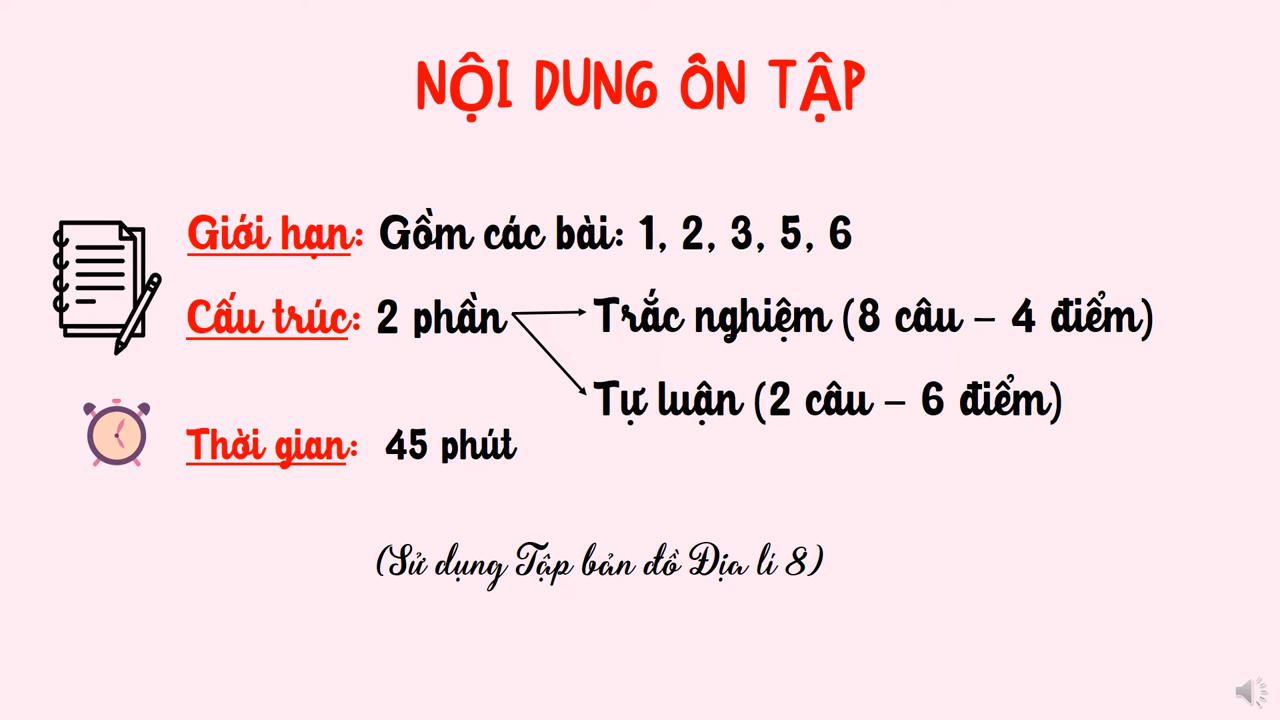 NỘI DUNG ÔN TẬP
Giới hạn: Gồm các bài: 1, 2, 3, 5, 6
Cấu trúc: 2 phần Trắc nghiệm (8 câu – 4 điểm)
Tự luận (2 câu – 6 điểm)
Thời gian: 45 phút
(Sử dụng Tập bản đồ Địa lí 8)